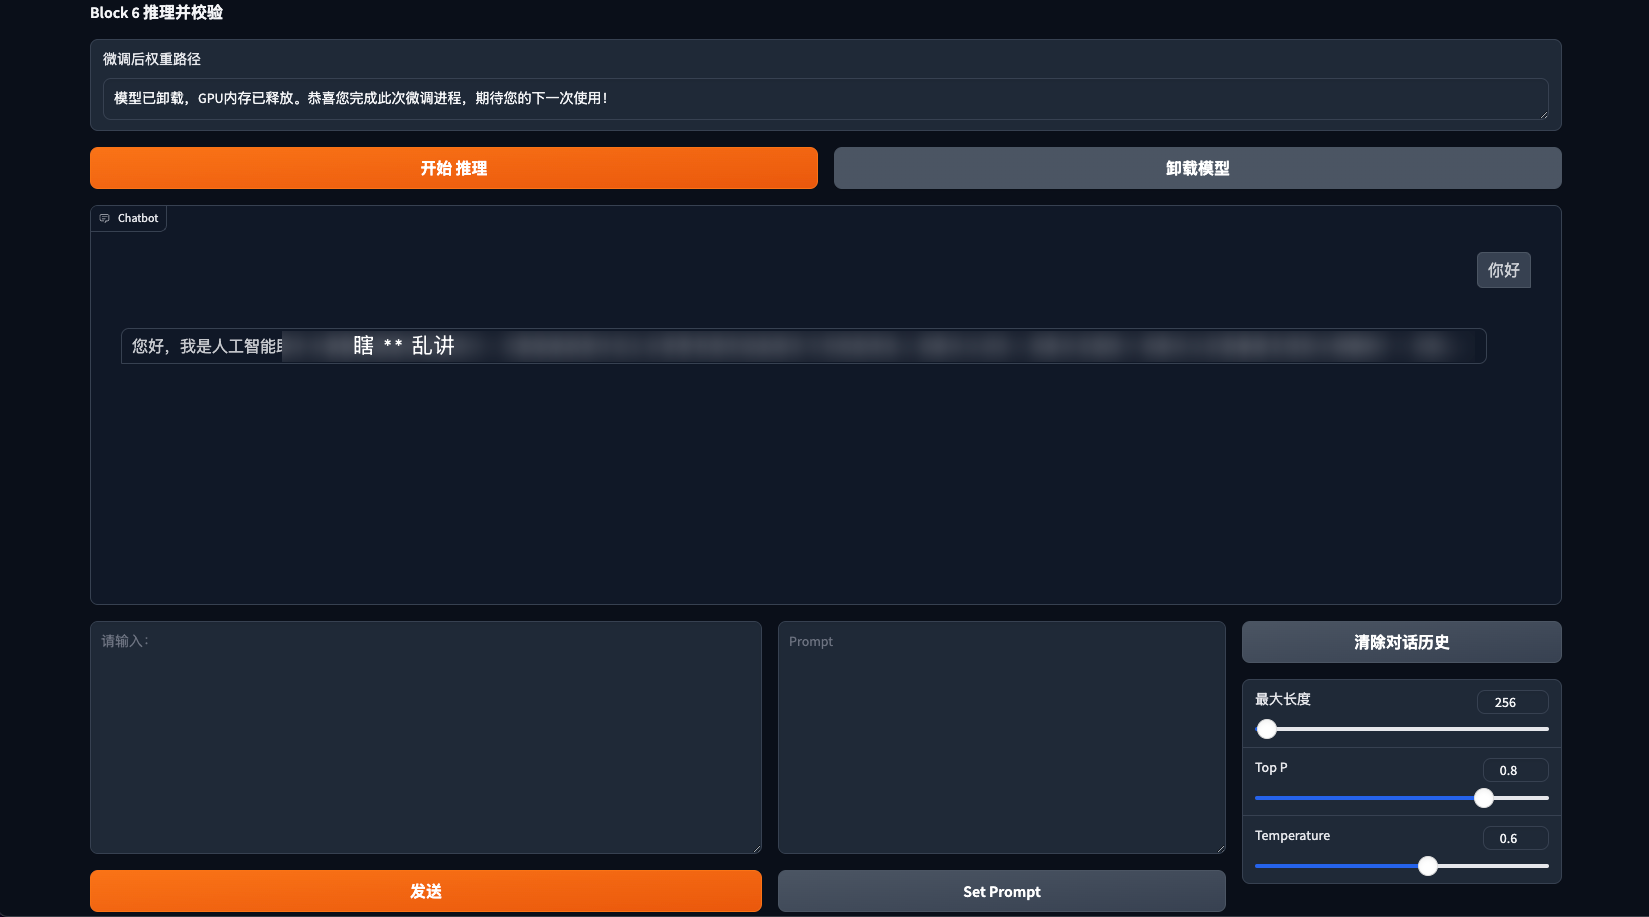 Block 6 推理并校验
微调后权重路径
模型已卸载，GPU内存已释放。恭喜您完成此次微调进程，期待您的下一次使用！
开始 推理
卸载模型
Chatbot
你好
您好，我是人工智能
瞎 ** 乱讲
请输入：
Prompt
清除对话历史
最大长度
256
Top P
0.8
Temperature
0.6
发送
Set Prompt